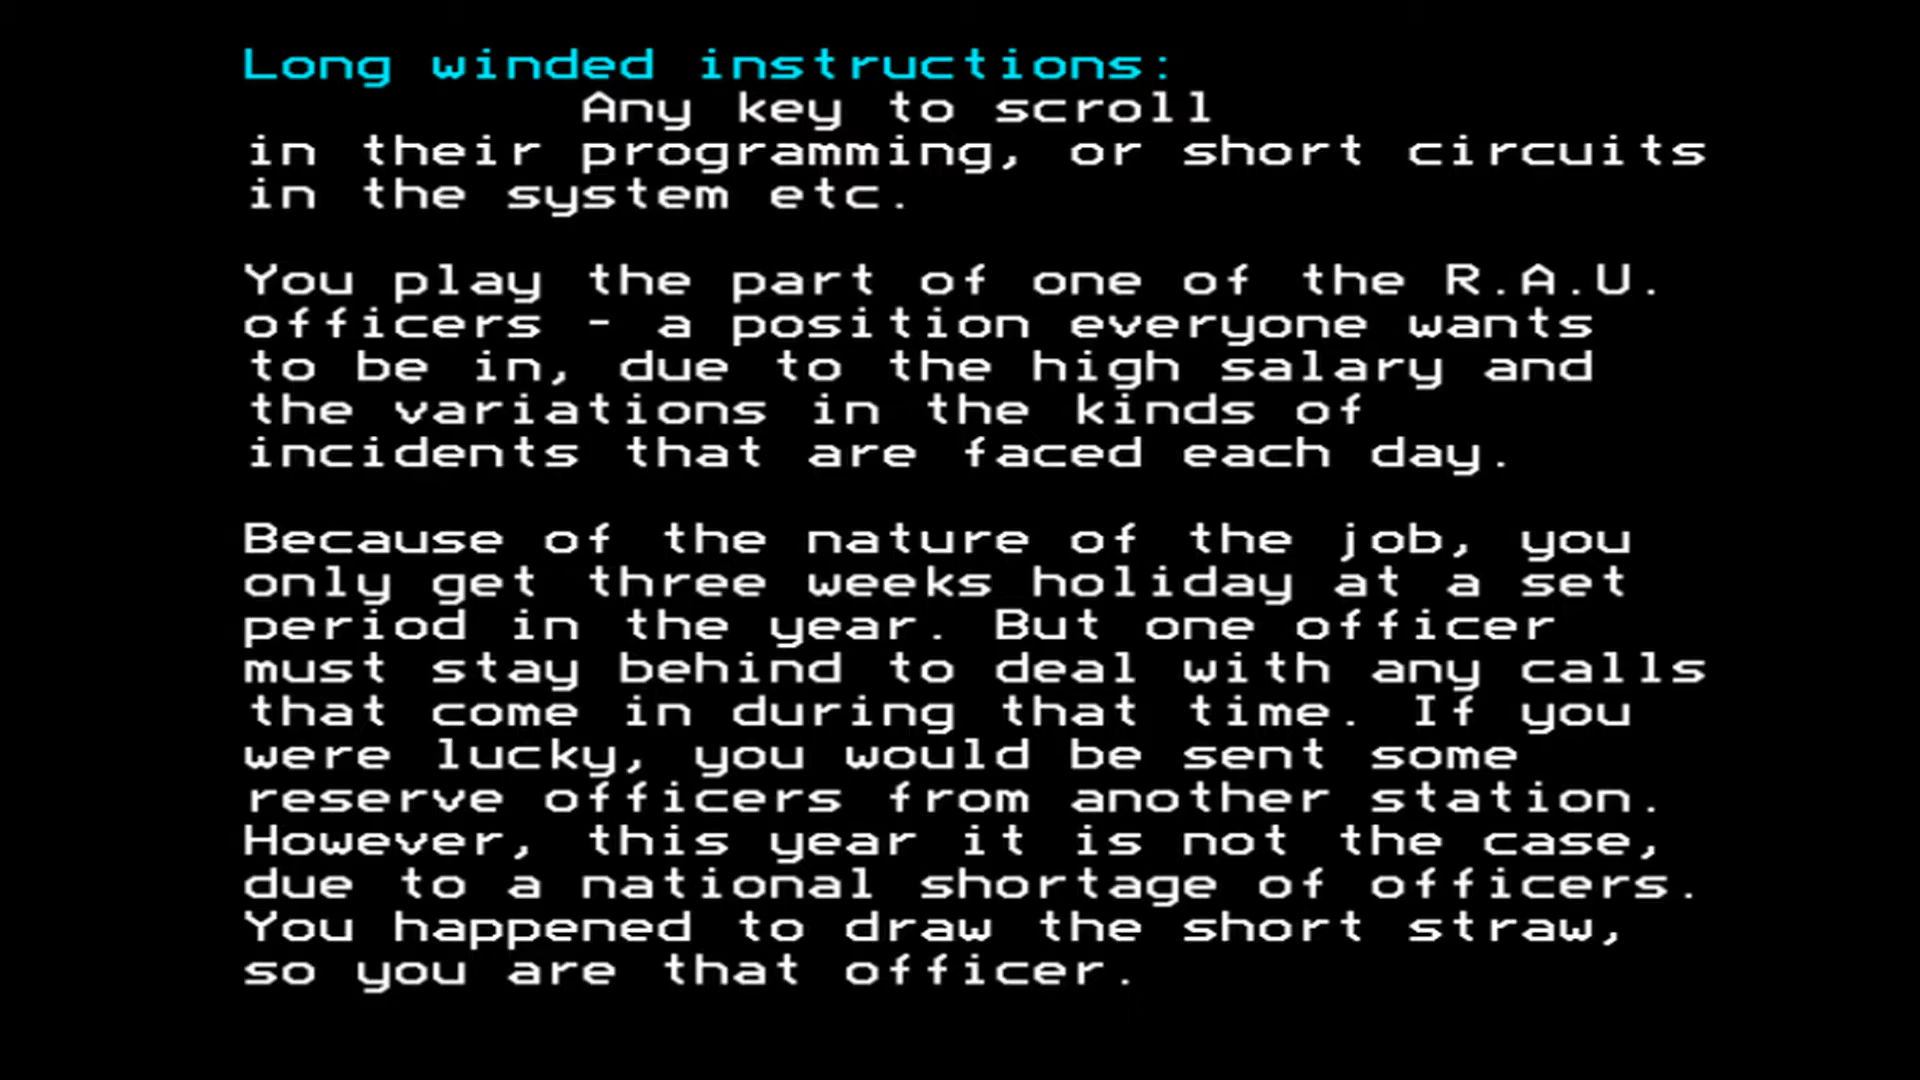 Long winded instructions:
Any key to scroll
in their programming, or short circuits
in the system etc.
You play the part of one of the R.A.U.
officers - a position everyone wants
to be in, due to the high salary and
the variations in the kinds of
incidents that are faced each day.
Because of the nature of the job, you
only get three weeks holiday at a set
period in the year. But one officer
must stay behind to deal with any calls
that come in during that time. If you
were lucky, you would be sent some
reserve officers from another station.
However, this year it is not the case,
due to a national shortage of officers.
You happened to draw the short straw,
so you are that officer.